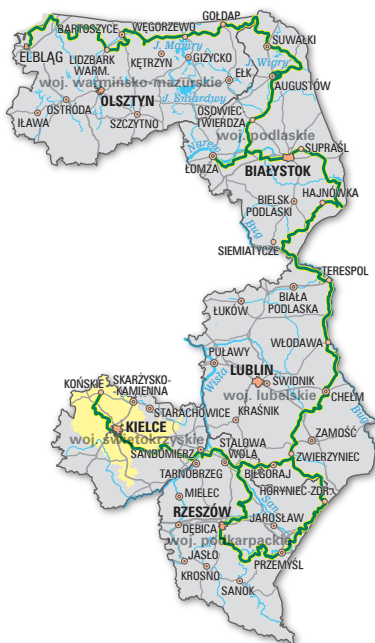 GOŁDAP
WĘGORZEWO
BARTOSZYCE
SUWAŁKI
ELBLĄG
LIDZBARK
WARM.
KĘTRZYN
J. Mamry
GIŻYCKO
J. Wigry
EŁK
AUGUSTÓW
woj. warmińsko-mazurskie
OLSZTYN
J. Śniardwy
OSTRÓDA
SZCZYTNO
IŁAWA
OSOWIEC
TWIERDZA
woj. podlaskie
Narew
SUPRAŚL
ŁOMŻA
BIAŁYSTOK
HAJNÓWKA
BIELSK
PODLASKI
Bug
SIEMIATYCZE
TERESPOL
BIAŁA
PODLASKA
ŁUKÓW
WŁODAWA
PUŁAWY
Wisła
LUBLIN
ŚWIDNIK
woj. lubelskie
CHEŁM
Bug
KRAŚNIK
ZAMOŚĆ
SKARŻYSKO-
KAMIENNA
KOŃSKIE
STARACHOWICE
KIELCE
woj. świętokrzyskie
SANDOMIERZ
STALOWA
WOLA
ZWIERZYNIEC
TARNOBRZEG
BIŁGORAJ
HORYNIEC-ZDR.
MIELEC
San
RZESZÓW
JAROSŁAW
DĘBICA
woj. podkarpackie
PRZEMYŚL
JASŁO
KROSNO
SANOK